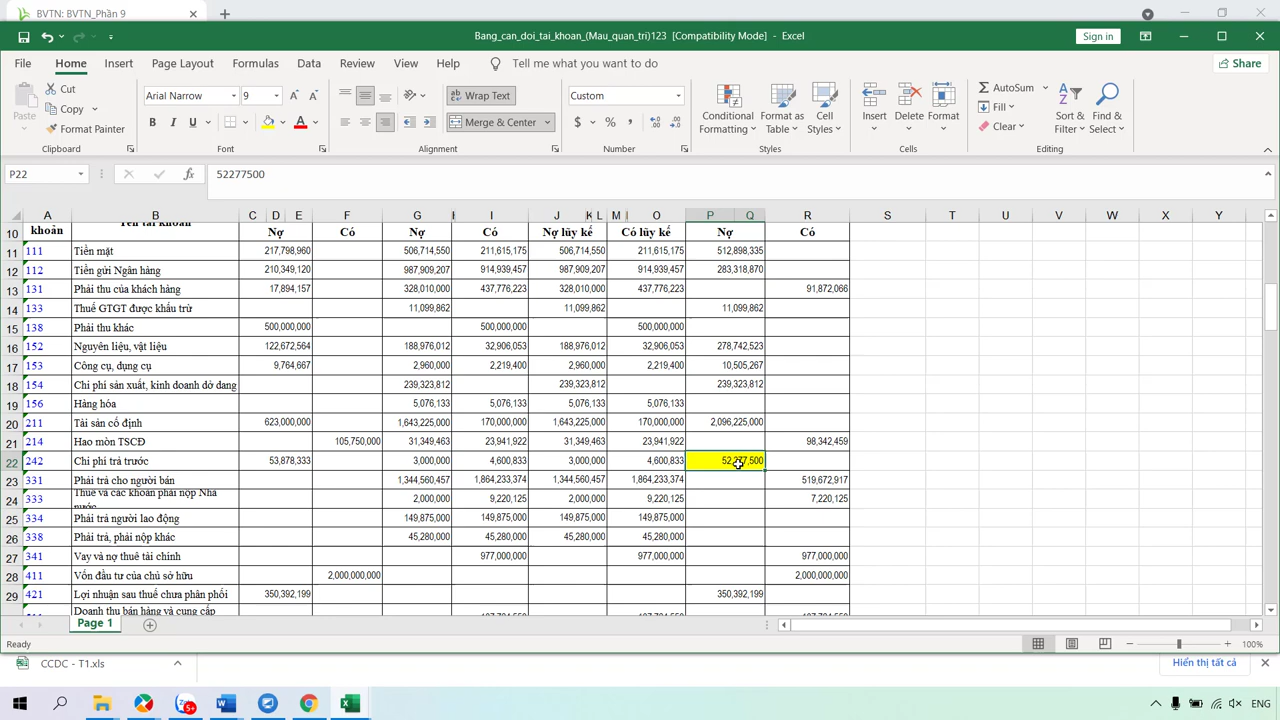 BVTN: BVTN_Phần 9
Bang_can_doi_tai_khoan_(Mau_quan_tri)123 [Compatibility Mode] - Excel
Sign in
File Home Insert Page Layout Formulas Data Review View Help Tell me what you want to do Share
Paste Cut Copy Format Painter
Arial Narrow 9
B I U
Wrap Text
Merge & Center
Custom
$ % ,
Conditional Formatting Format as Table Cell Styles
Insert Delete Format
AutoSum Fill Clear
Sort & Filter Find & Select
Clipboard Font Alignment Number Styles Cells Editing
P22 fx 52277500
A B C D E F G H I J K L M O P Q R S T U V W X Y
10 khoản Tên tài khoản Nợ Có Nợ Có Nợ lũy kế Có lũy kế Nợ Có
11 111 Tiền mặt 217,798,960 506,714,550 211,615,175 506,714,550 211,615,175 512,898,335
12 112 Tiền gửi Ngân hàng 210,349,120 987,909,207 914,939,457 987,909,207 914,939,457 283,318,870
13 131 Phải thu của khách hàng 17,894,157 328,010,000 437,776,223 328,010,000 437,776,223 91,872,066
14 133 Thuế GTGT được khấu trừ 11,099,862 11,099,862 11,099,862
15 138 Phải thu khác 500,000,000 500,000,000 500,000,000
16 152 Nguyên liệu, vật liệu 122,672,564 188,976,012 32,906,053 188,976,012 32,906,053 278,742,523
17 153 Công cụ, dụng cụ 9,764,667 2,960,000 2,219,400 2,960,000 2,219,400 10,505,267
18 154 Chi phí sản xuất, kinh doanh dở dang 239,323,812 239,323,812 239,323,812
19 156 Hàng hóa 5,076,133 5,076,133 5,076,133 5,076,133
20 211 Tài sản cố định 623,000,000 1,643,225,000 170,000,000 1,643,225,000 170,000,000 2,096,225,000
21 214 Hao mòn TSCĐ 105,750,000 31,349,463 23,941,922 31,349,463 23,941,922 98,342,459
22 242 Chi phí trả trước 53,878,333 3,000,000 4,600,833 3,000,000 4,600,833 52,277,500
23 331 Phải trả cho người bán 1,344,560,457 1,864,233,374 1,344,560,457 1,864,233,374 519,672,917
24 333 Thuế và các khoản phải nộp Nhà nước 2,000,000 9,220,125 2,000,000 9,220,125 7,220,125
25 334 Phải trả người lao động 149,875,000 149,875,000 149,875,000 149,875,000
26 338 Phải trả, phải nộp khác 45,280,000 45,280,000 45,280,000 45,280,000
27 341 Vay và nợ thuê tài chính 977,000,000 977,000,000 977,000,000
28 411 Vốn đầu tư của chủ sở hữu 2,000,000,000 2,000,000,000
29 421 Lợi nhuận sau thuế chưa phân phối 350,392,199 350,392,199
Doanh thu bán hàng và cung cấp
Page 1
Ready 100%
CCDC - T1.xls Hiển thị tất cả
5+ ENG